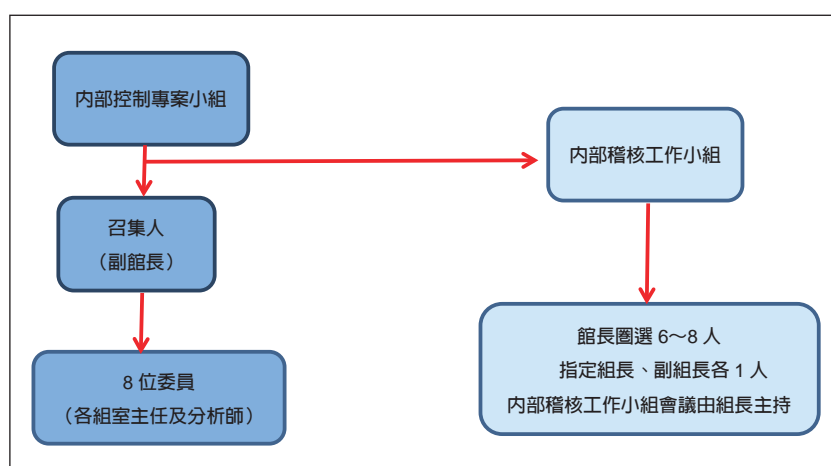 內部控制專案小組
內部稽核工作小組
召集人
（副館長）
館長圈選 6～8 人
指定組長、副組長各 1 人
內部稽核工作小組會議由組長主持
8 位委員
（各組室主任及分析師）